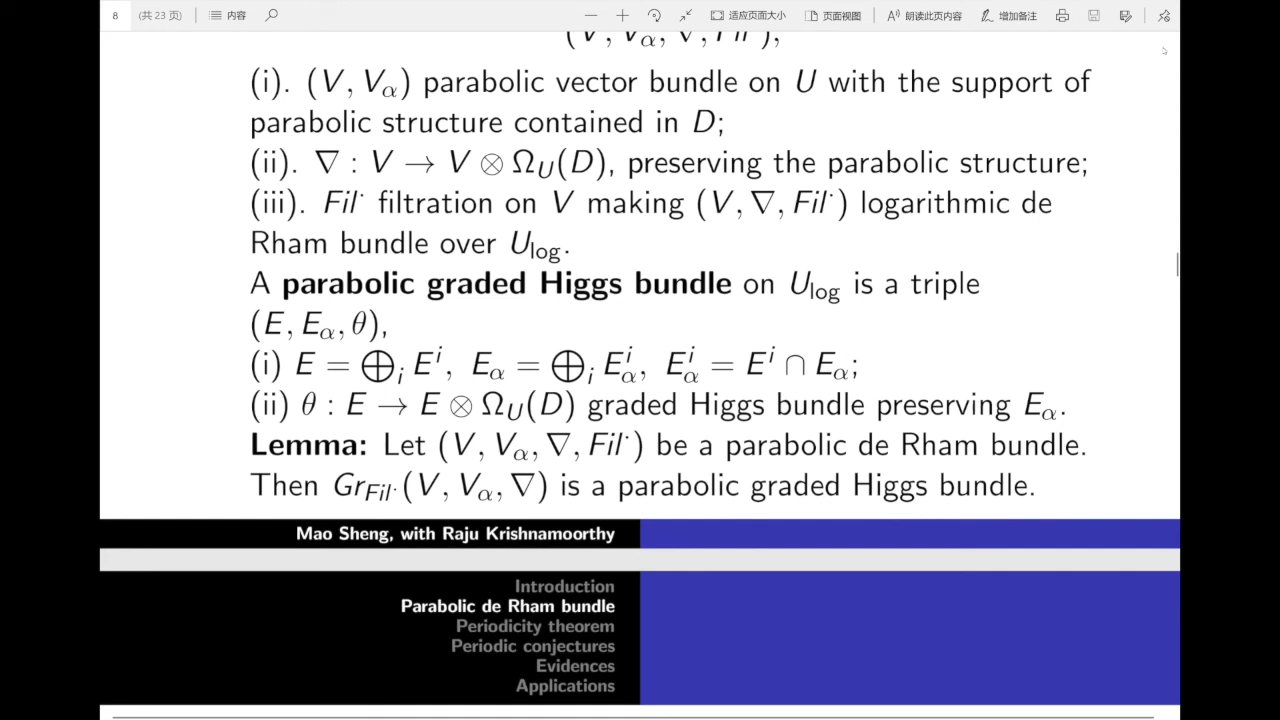 8 (共 23 页) 内容 适应页面大小 页面视图 朗读此页内容 增加备注
(V, V_α, ∇, Fil^·),
(i). (V, V_α) parabolic vector bundle on U with the support of
parabolic structure contained in D;
(ii). ∇ : V → V ⊗ Ω_U(D), preserving the parabolic structure;
(iii). Fil^· filtration on V making (V, ∇, Fil^·) logarithmic de
Rham bundle over U_log.
A parabolic graded Higgs bundle on U_log is a triple
(E, E_α, θ),
(i) E = ⊕_i E^i, E_α = ⊕_i E^i_α, E^i_α = E^i ∩ E_α;
(ii) θ : E → E ⊗ Ω_U(D) graded Higgs bundle preserving E_α.
Lemma: Let (V, V_α, ∇, Fil^·) be a parabolic de Rham bundle.
Then Gr_{Fil^·}(V, V_α, ∇) is a parabolic graded Higgs bundle.
Mao Sheng, with Raju Krishnamoorthy
Introduction
Parabolic de Rham bundle
Periodicity theorem
Periodic conjectures
Evidences
Applications